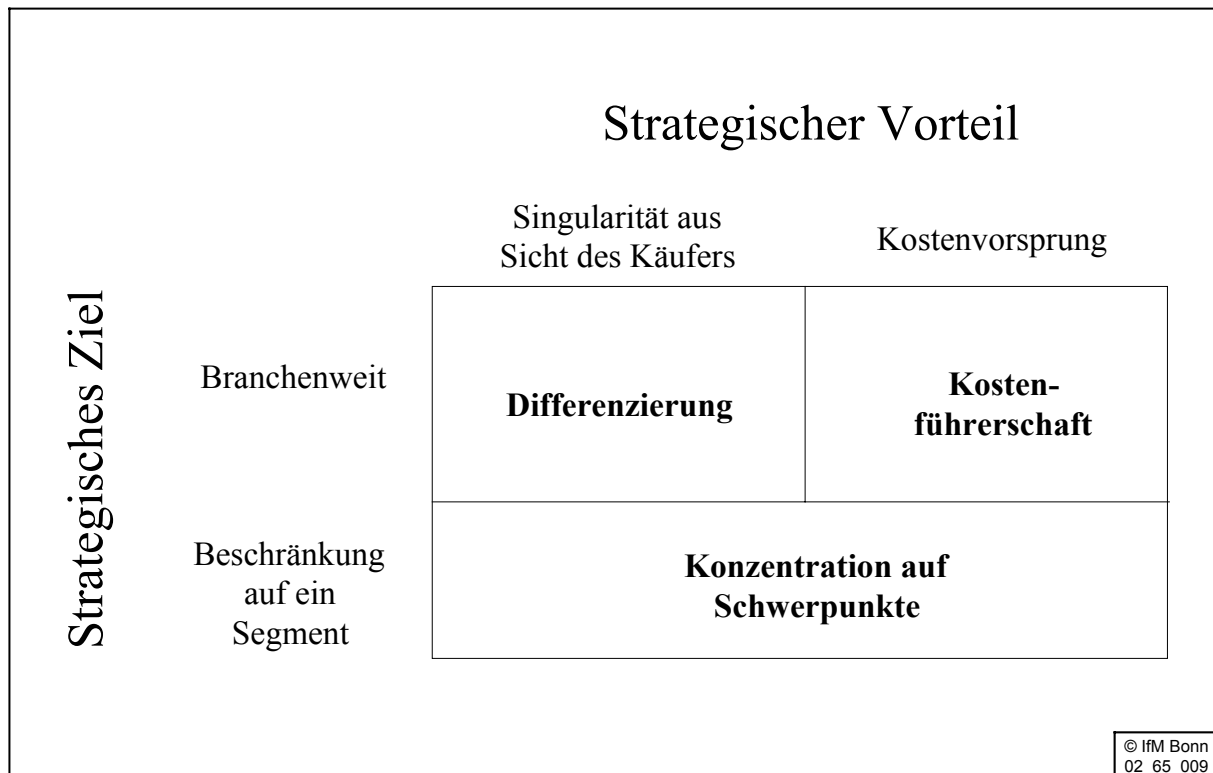 Strategischer Vorteil
Singularität aus
Sicht des Käufers
Kostenvorsprung
Strategisches Ziel
Branchenweit
Differenzierung
Kosten-
führerschaft
Beschränkung
auf ein
Segment
Konzentration auf
Schwerpunkte
© IfM Bonn
02 65 009